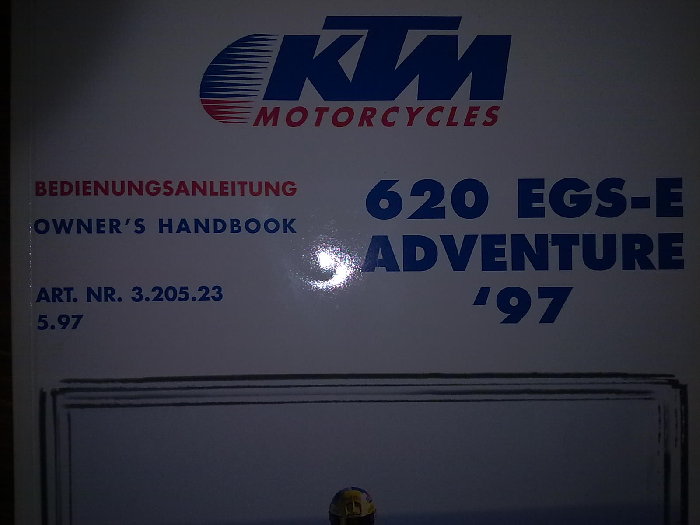 KTM
MOTORCYCLES
BEDIENUNGSANLEITUNG
OWNER'S HANDBOOK
ART. NR. 3.205.23
5.97
620 EGS-E
ADVENTURE
'97